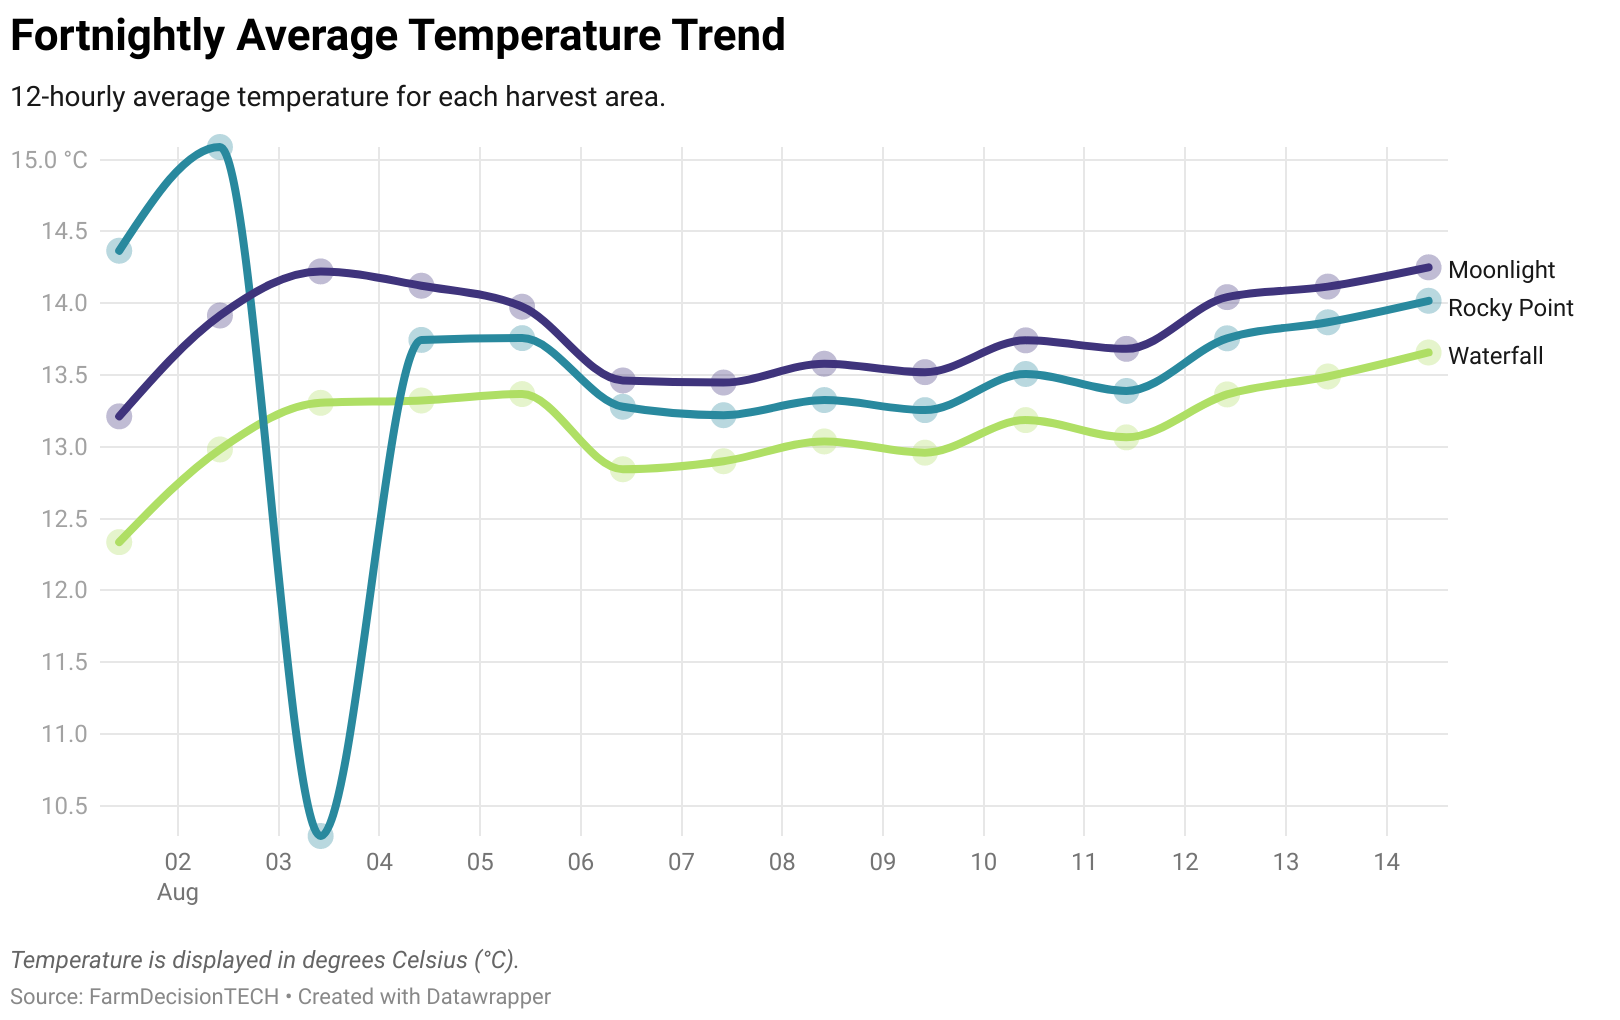 Fortnightly Average Temperature Trend
12-hourly average temperature for each harvest area.
15.0 °C
14.5
14.0
13.5
13.0
12.5
12.0
11.5
11.0
10.5
Moonlight
Rocky Point
Waterfall
02 03 04 05 06 07 08 09 10 11 12 13 14
Aug
Temperature is displayed in degrees Celsius (°C).
Source: FarmDecisionTECH • Created with Datawrapper